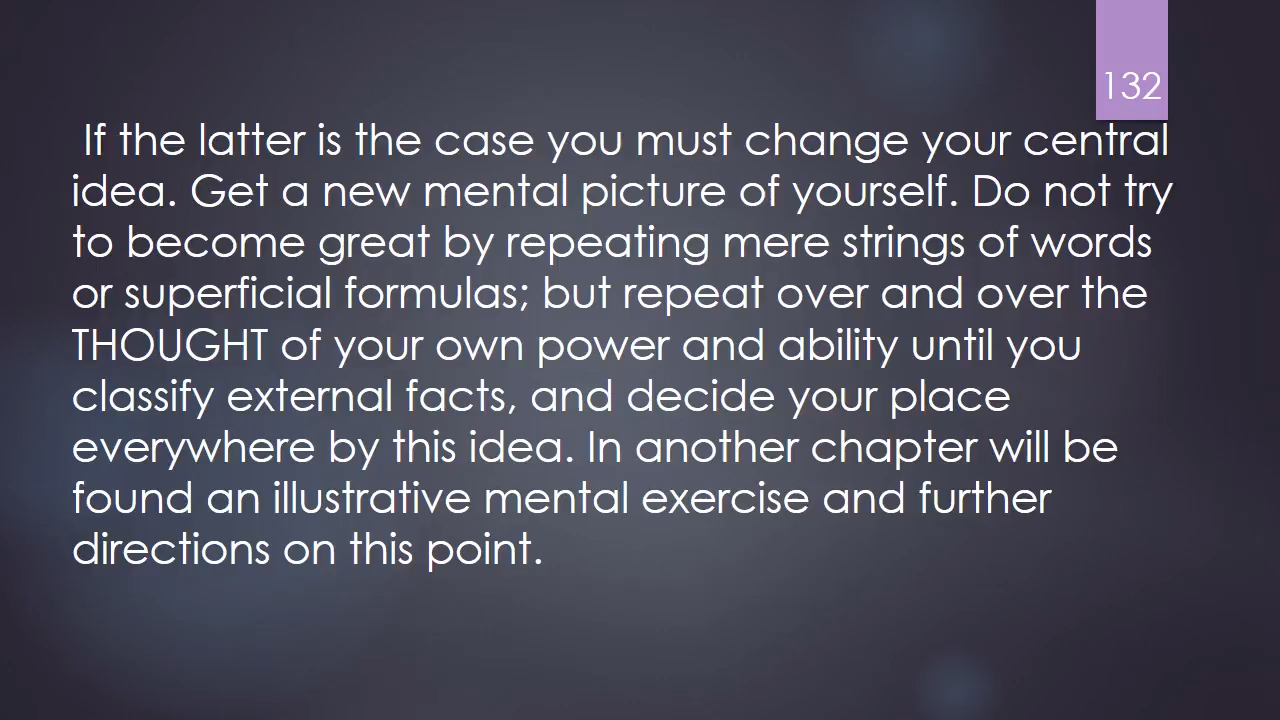 132
If the latter is the case you must change your central
idea. Get a new mental picture of yourself. Do not try
to become great by repeating mere strings of words
or superficial formulas; but repeat over and over the
THOUGHT of your own power and ability until you
classify external facts, and decide your place
everywhere by this idea. In another chapter will be
found an illustrative mental exercise and further
directions on this point.